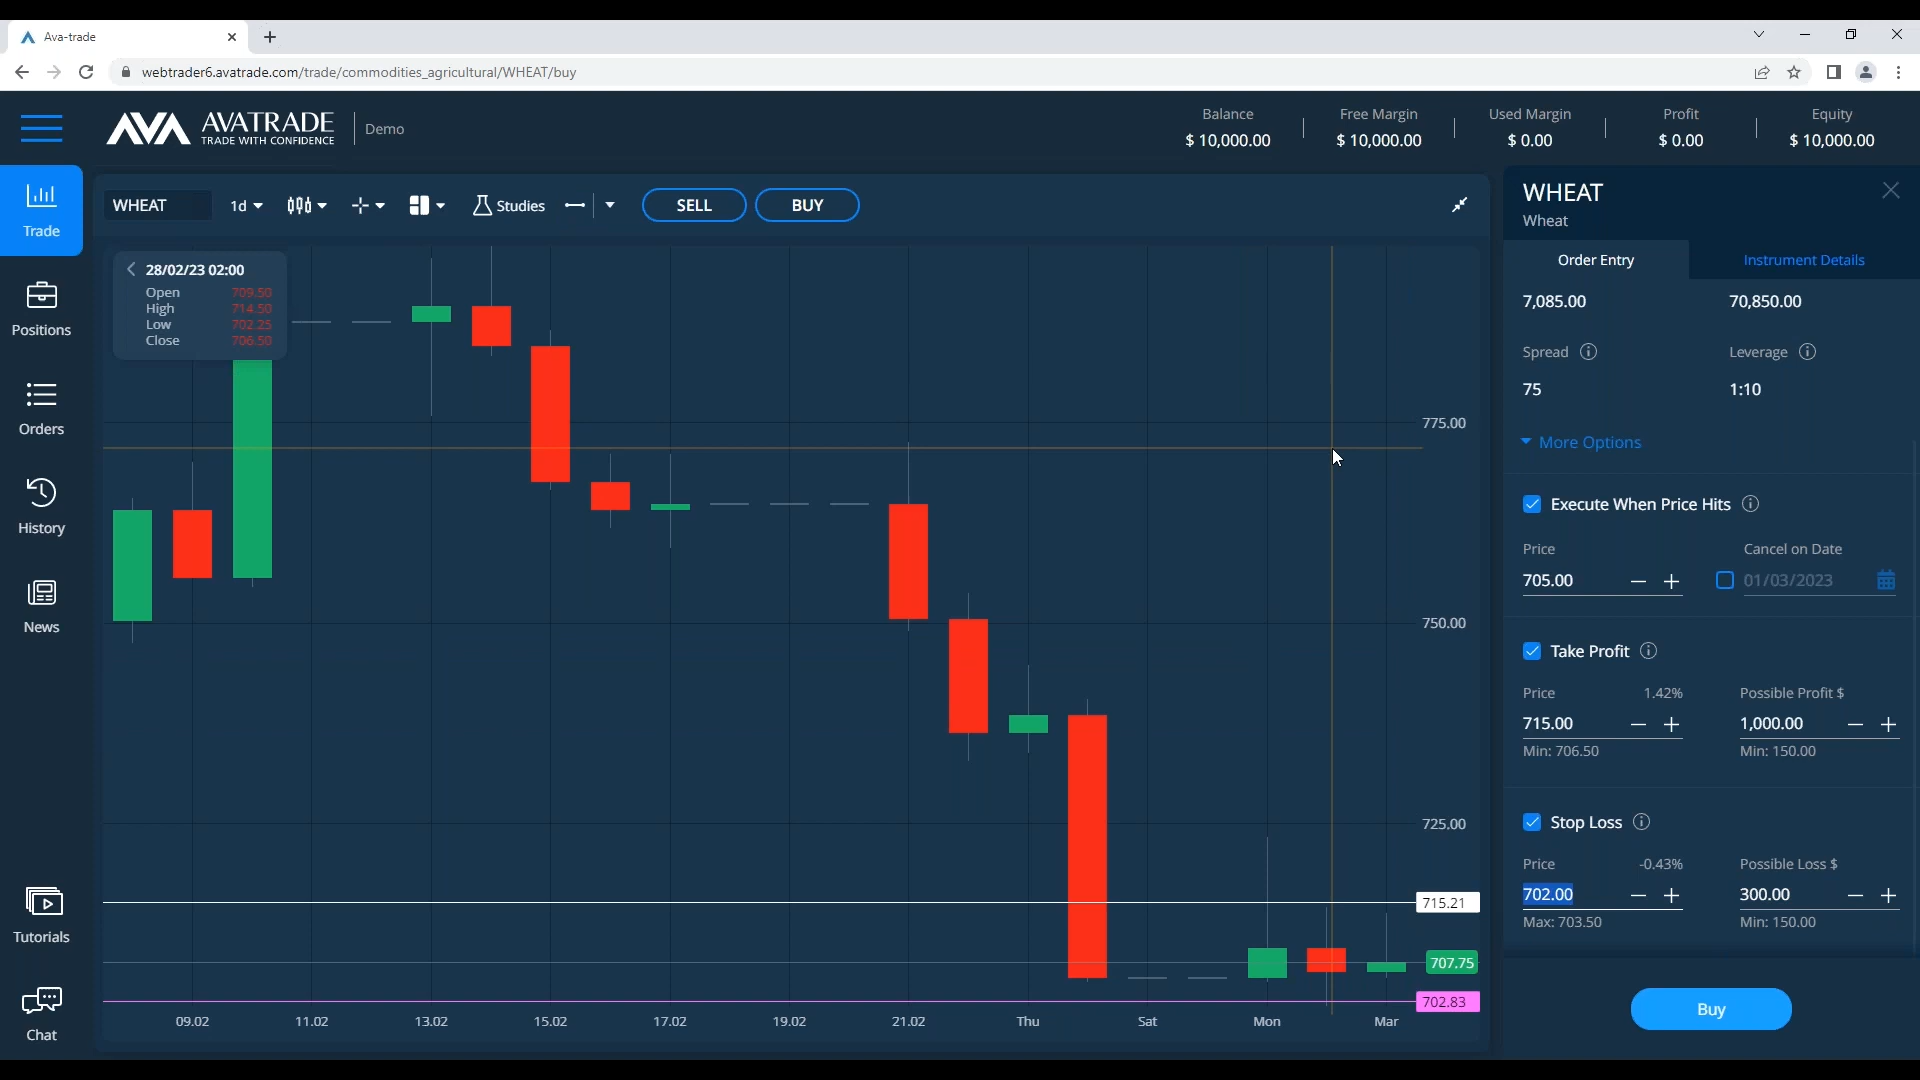 Ava-trade
webtrader6.avatrade.com/trade/commodities_agricultural/WHEAT/buy
AVA AVATRADE
TRADE WITH CONFIDENCE
Demo
Balance
$ 10,000.00
Free Margin
$ 10,000.00
Used Margin
$ 0.00
Profit
$ 0.00
Equity
$ 10,000.00
Trade
Positions
Orders
History
News
Tutorials
Chat
WHEAT 1d Studies SELL BUY
28/02/23 02:00
Open 709.50
High 714.50
Low 702.25
Close 706.50
775.00
750.00
725.00
715.21
707.75
702.83
09.02 11.02 13.02 15.02 17.02 19.02 21.02 Thu Sat Mon Mar
WHEAT
Wheat
Order Entry Instrument Details
7,085.00 70,850.00
Spread Leverage
75 1:10
More Options
Execute When Price Hits
Price Cancel on Date
705.00 01/03/2023
Take Profit
Price 1.42% Possible Profit $
715.00 1,000.00
Min: 706.50 Min: 150.00
Stop Loss
Price -0.43% Possible Loss $
702.00 300.00
Max: 703.50 Min: 150.00
Buy